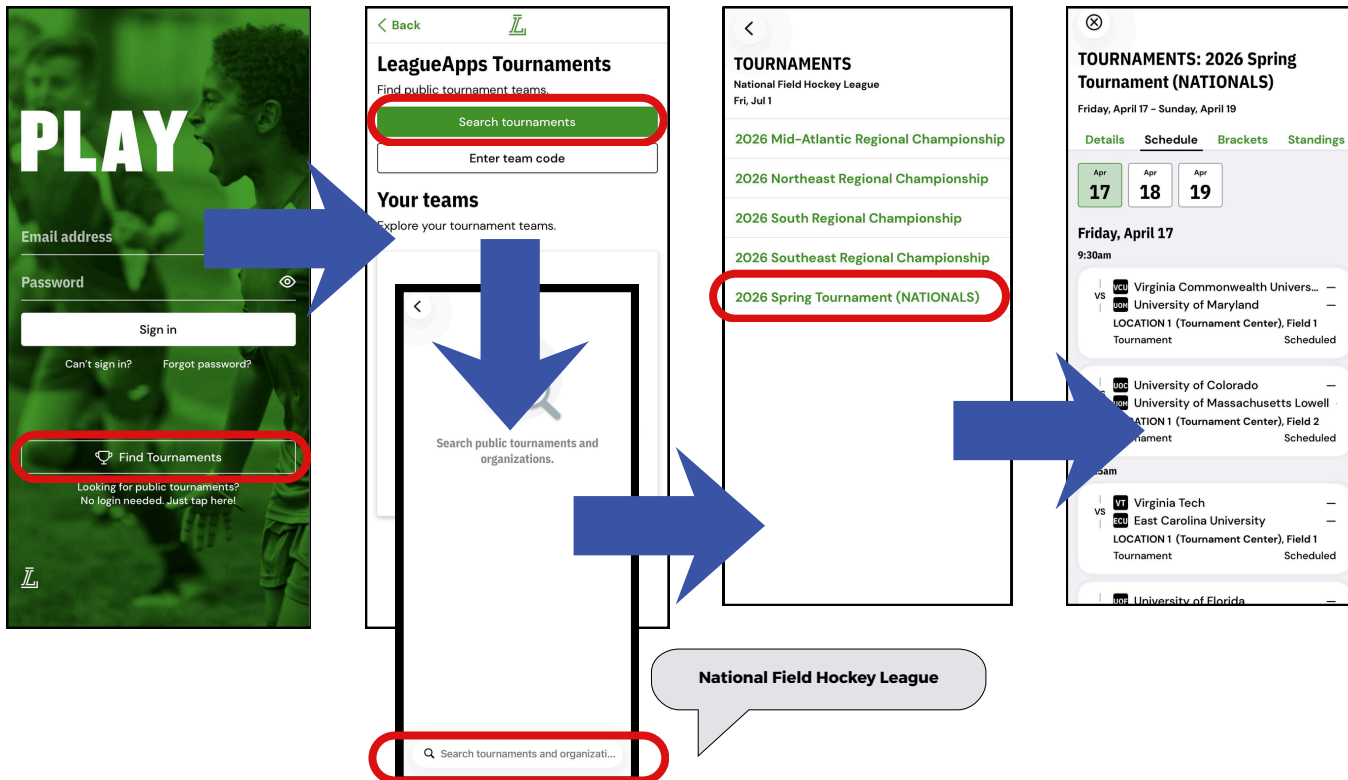 PLAY
Email address
Password
Sign in
Can't sign in? Forgot password?
Find Tournaments
Looking for public tournaments?
No login needed. Just tap here!
Back
LeagueApps Tournaments
Find public tournament teams.
Search tournaments
Enter team code
Your teams
Explore your tournament teams.
Search public tournaments and
organizations.
Search tournaments and organizati...
National Field Hockey League
TOURNAMENTS
National Field Hockey League
Fri, Jul 1
2026 Mid-Atlantic Regional Championship
2026 Northeast Regional Championship
2026 South Regional Championship
2026 Southeast Regional Championship
2026 Spring Tournament (NATIONALS)
TOURNAMENTS: 2026 Spring
Tournament (NATIONALS)
Friday, April 17 – Sunday, April 19
Details Schedule Brackets Standings
Apr Apr Apr
17 18 19
Friday, April 17
9:30am
VS
VCU Virginia Commonwealth Univers... –
UOM University of Maryland –
LOCATION 1 (Tournament Center), Field 1
Tournament Scheduled
UOC University of Colorado –
UOM University of Massachusetts Lowell
1 (Tournament Center), Field 2
Scheduled
VS
VT Virginia Tech –
ECU East Carolina University –
LOCATION 1 (Tournament Center), Field 1
Tournament Scheduled
UOF University of Florida –